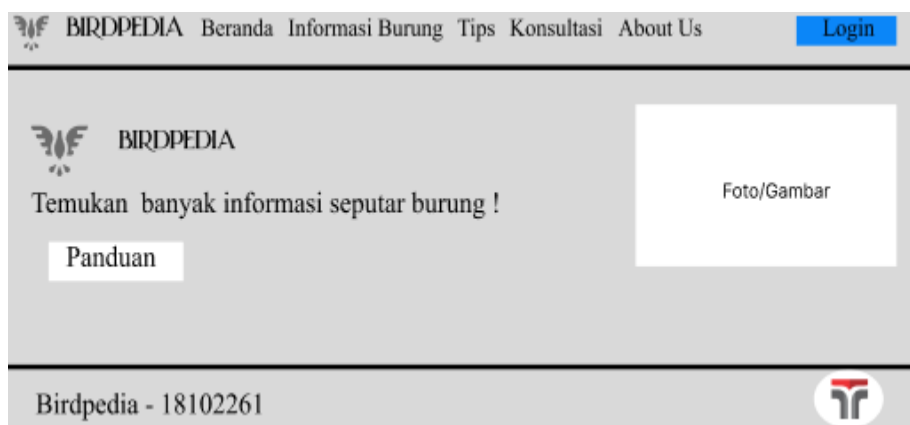 BIRDPEDIA Beranda Informasi Burung Tips Konsultasi About Us Login
BIRDPEDIA
Temukan banyak informasi seputar burung !
Foto/Gambar
Panduan
Birdpedia - 18102261